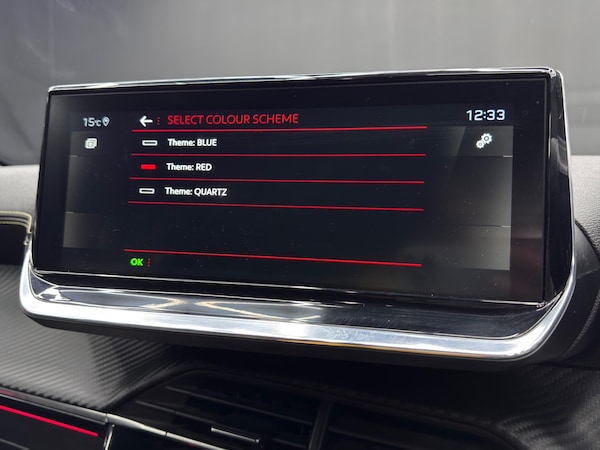 15°C
SELECT COLOUR SCHEME
12:33
Theme: BLUE
Theme: RED
Theme: QUARTZ
OK